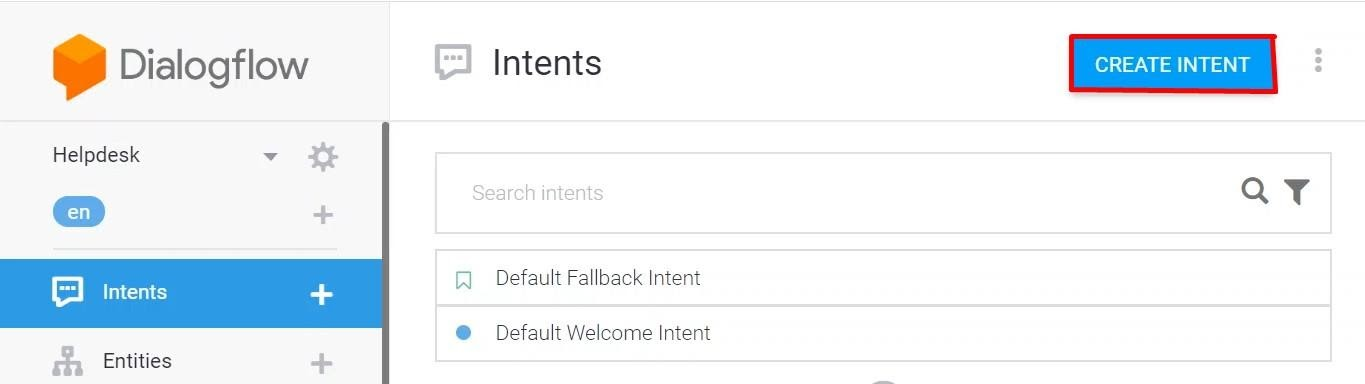 Dialogflow
Intents
CREATE INTENT
Helpdesk
en
Search intents
Default Fallback Intent
Default Welcome Intent
Intents
Entities